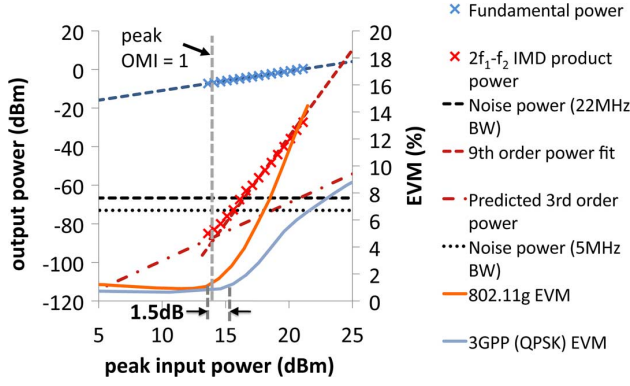 20
0
-20
-40
-60
-80
-100
-120
output power (dBm)
peak
OMI = 1
20
18
16
14
12
10
8
6
4
2
0
EVM (%)
1.5dB
5
15
25
peak input power (dBm)
Fundamental power
2f₁-f₂ IMD product
power
Noise power (22MHz
BW)
9th order power fit
Predicted 3rd order
power
Noise power (5MHz
BW)
802.11g EVM
3GPP (QPSK) EVM